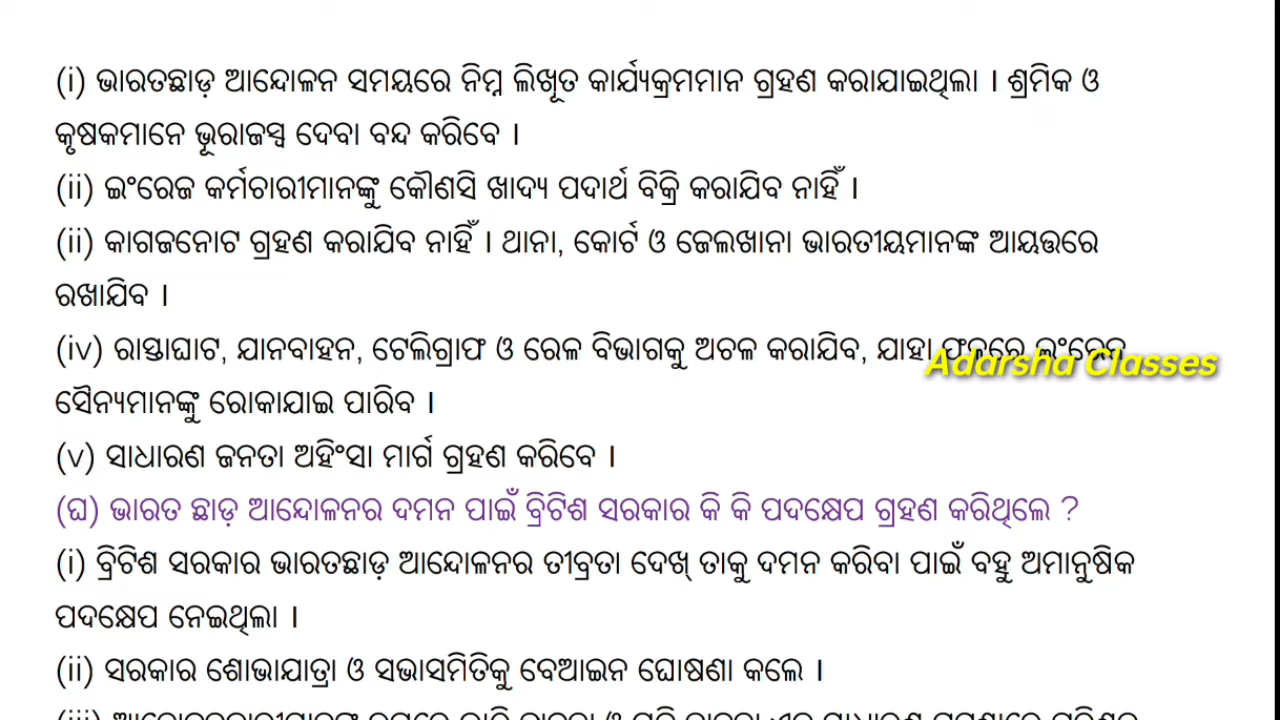 (i) ଭାରତଛାଡ଼ ଆନ୍ଦୋଳନ ସମୟରେ ନିମ୍ନ ଲିଖିତ କାର୍ଯ୍ୟକ୍ରମମାନ ଗ୍ରହଣ କରାଯାଇଥିଲା । ଶ୍ରମିକ ଓ
କୃଷକମାନେ ଭୂରାଜସ୍ୱ ଦେବା ବନ୍ଦ କରିବେ ।
(ii) ଇଂରେଜ କର୍ମଚାରୀମାନଙ୍କୁ କୌଣସି ଖାଦ୍ୟ ପଦାର୍ଥ ବିକ୍ରି କରାଯିବ ନାହିଁ ।
(ii) କାଗଜନୋଟ ଗ୍ରହଣ କରାଯିବ ନାହିଁ । ଥାନା, କୋର୍ଟ ଓ ଜେଲଖାନା ଭାରତୀୟମାନଙ୍କ ଆୟତ୍ତରେ
ରଖାଯିବ ।
(iv) ରାସ୍ତାଘାଟ, ଯାନବାହନ, ଟେଲିଗ୍ରାଫ ଓ ରେଳ ବିଭାଗକୁ ଅଚଳ କରାଯିବ, ଯାହା ଫଳରେ ଇଂରେଜ
Adarsha Classes
ସୈନ୍ୟମାନଙ୍କୁ ରୋକାଯାଇ ପାରିବ ।
(v) ସାଧାରଣ ଜନତା ଅହିଂସା ମାର୍ଗ ଗ୍ରହଣ କରିବେ ।
(ଘ) ଭାରତ ଛାଡ଼ ଆନ୍ଦୋଳନର ଦମନ ପାଇଁ ବ୍ରିଟିଶ ସରକାର କି କି ପଦକ୍ଷେପ ଗ୍ରହଣ କରିଥିଲେ ?
(i) ବ୍ରିଟିଶ ସରକାର ଭାରତଛାଡ଼ ଆନ୍ଦୋଳନର ତୀବ୍ରତା ଦେଖି ତାକୁ ଦମନ କରିବା ପାଇଁ ବହୁ ଅମାନୁଷିକ
ପଦକ୍ଷେପ ନେଇଥିଲା ।
(ii) ସରକାର ଶୋଭାଯାତ୍ରା ଓ ସଭାସମିତିକୁ ବେଆଇନ ଘୋଷଣା କଲେ ।